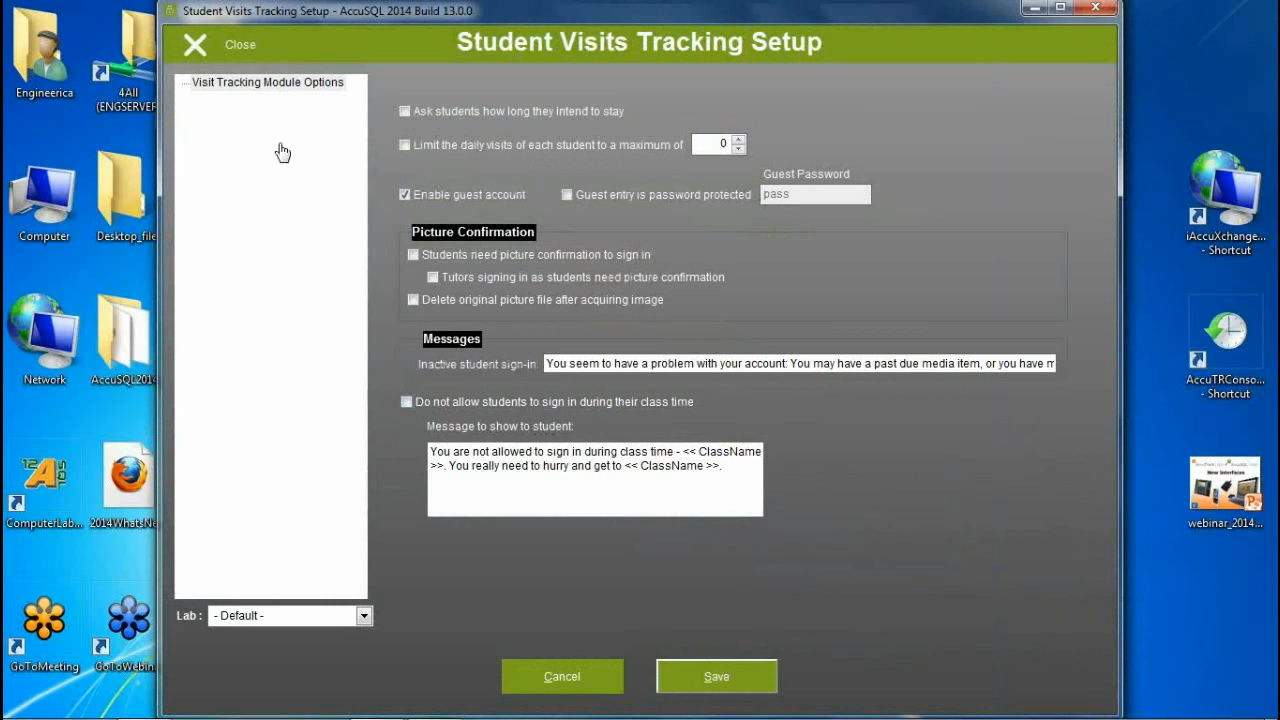 Student Visits Tracking Setup - AccuSQL 2014 Build 13.0.0
Close
Student Visits Tracking Setup
Visit Tracking Module Options
Ask students how long they intend to stay
Limit the daily visits of each student to a maximum of
0
Guest Password
Enable guest account
Guest entry is password protected
pass
Picture Confirmation
Students need picture confirmation to sign in
Tutors signing in as students need picture confirmation
Delete original picture file after acquiring image
Messages
Inactive student sign-in:
You seem to have a problem with your account: You may have a past due media item, or you have m
Do not allow students to sign in during their class time
Message to show to student:
You are not allowed to sign in during class time - << ClassName
>>. You really need to hurry and get to << ClassName >>.
Lab :
- Default -
Cancel
Save
Engineerica
4All
(ENGSERVER
Computer
Desktop_file
Network
AccuSQL2014
ComputerLab...
2014WhatsNe
GoToMeeting
GoToWebin
iAccuXchange...
- Shortcut
AccuTRConso...
- Shortcut
New Interfaces
webinar_2014...